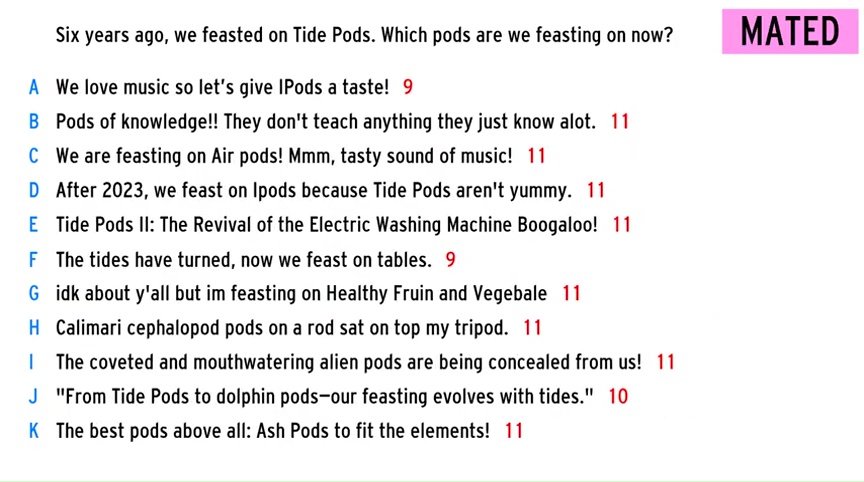 Six years ago, we feasted on Tide Pods. Which pods are we feasting on now?
MATED
A We love music so let's give IPods a taste! 9
B Pods of knowledge!! They don't teach anything they just know alot. 11
C We are feasting on Air pods! Mmm, tasty sound of music! 11
D After 2023, we feast on Ipods because Tide Pods aren't yummy. 11
E Tide Pods II: The Revival of the Electric Washing Machine Boogaloo! 11
F The tides have turned, now we feast on tables. 9
G idk about y'all but im feasting on Healthy Fruin and Vegebale 11
H Calimari cephalopod pods on a rod sat on top my tripod. 11
I The coveted and mouthwatering alien pods are being concealed from us! 11
J "From Tide Pods to dolphin pods—our feasting evolves with tides." 10
K The best pods above all: Ash Pods to fit the elements! 11